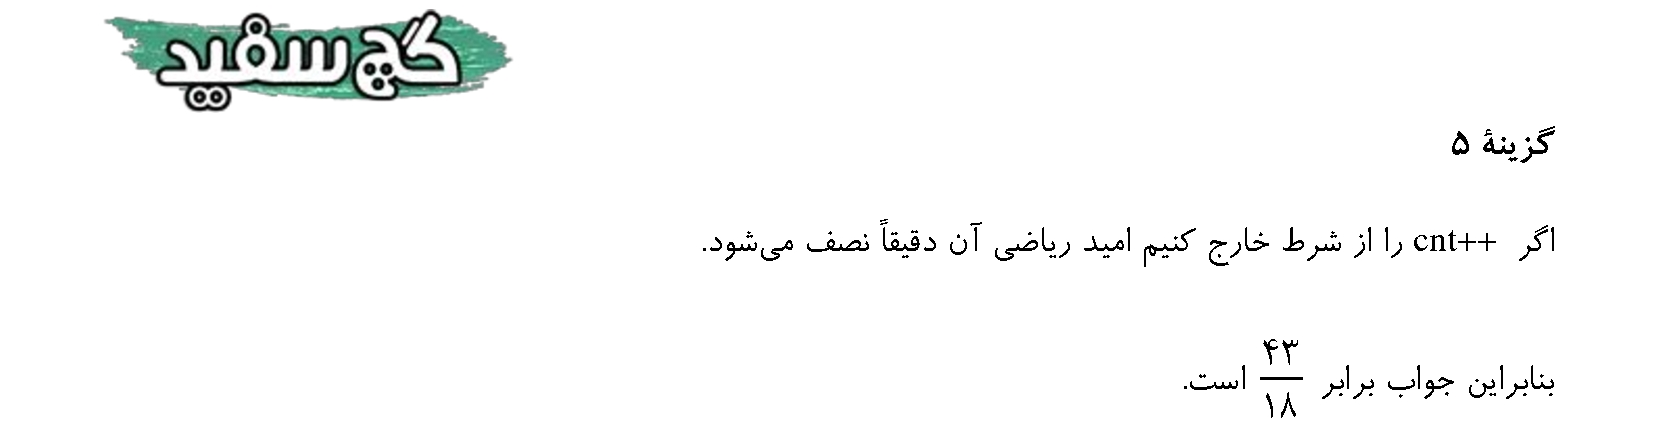 گچ سفید
گزینهٔ ۵
اگر cnt++ را از شرط خارج کنیم امید ریاضی آن دقیقاً نصف می‌شود.
بنابراین جواب برابر ۴۳/۱۸ است.